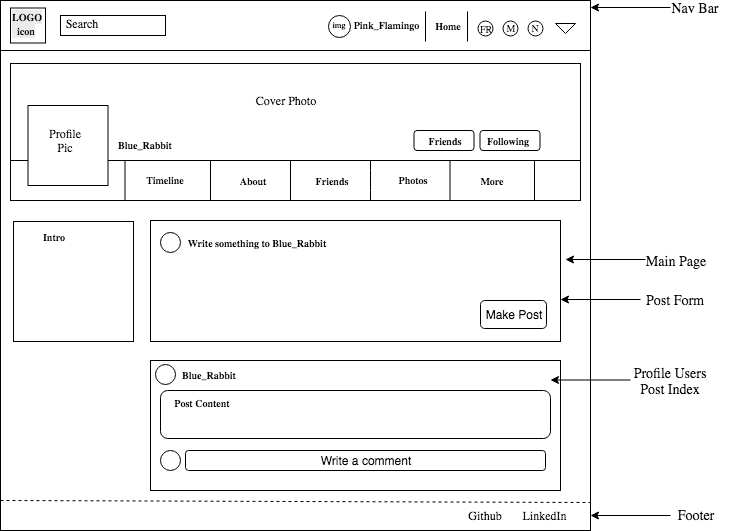 LOGO
icon
Search
img
Pink_Flamingo
Home
FR
M
N
Nav Bar
Cover Photo
Profile
Pic
Blue_Rabbit
Friends
Following
Timeline
About
Friends
Photos
More
Intro
Write something to Blue_Rabbit
Main Page
Make Post
Post Form
Blue_Rabbit
Profile Users
Post Index
Post Content
Write a comment
Github
LinkedIn
Footer